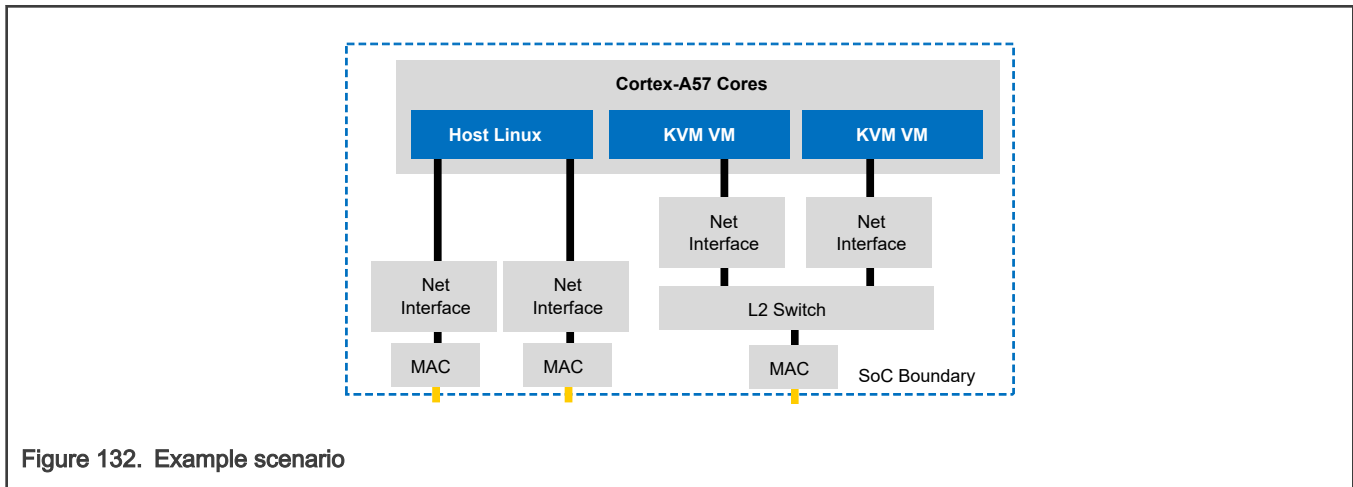 Cortex-A57 Cores
Host Linux
KVM VM
KVM VM
Net
Interface
Net
Interface
Net
Interface
Net
Interface
L2 Switch
MAC
MAC
MAC
SoC Boundary
Figure 132. Example scenario